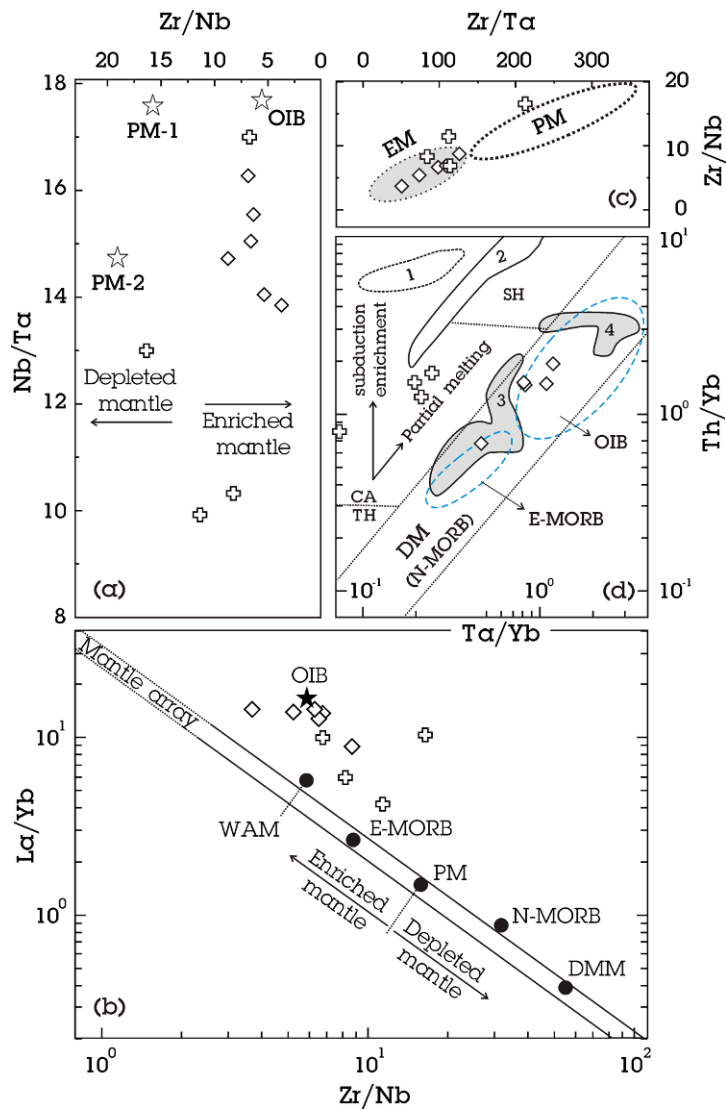 Zr/Nb
20 15 10 5 0
Nb/Ta
18
16
14
12
10
8
PM-1
OIB
PM-2
Depleted
mantle
Enriched
mantle
(a)
Zr/Ta
0 100 200 300
Zr/Nb
20
10
0
EM
PM
(c)
Th/Yb
10¹
10⁰
10⁻¹
1
2
SH
4
3
subduction
enrichment
Partial melting
OIB
CA
TH
E-MORB
DM
(N-MORB)
10⁻¹ 10⁰
(d)
Ta/Yb
La/Yb
10¹
10⁰
Mantle array
OIB
WAM
E-MORB
PM
N-MORB
DMM
Enriched
mantle
Depleted
mantle
(b)
10⁰ 10¹ 10²
Zr/Nb